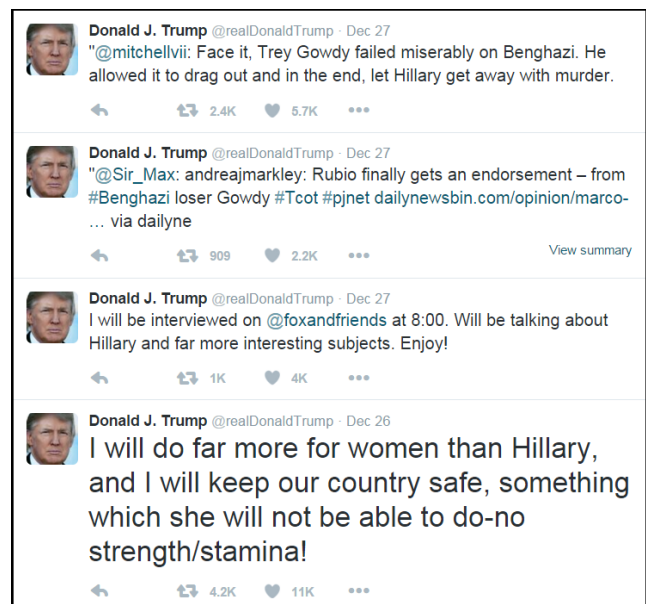 Donald J. Trump @realDonaldTrump · Dec 27
"@mitchellvii: Face it, Trey Gowdy failed miserably on Benghazi. He
allowed it to drag out and in the end, let Hillary get away with murder.
2.4K 5.7K
Donald J. Trump @realDonaldTrump · Dec 27
"@Sir_Max: andreajmarkley: Rubio finally gets an endorsement – from
#Benghazi loser Gowdy #Tcot #pjnet dailynewsbin.com/opinion/marco-
… via dailyne
909 2.2K View summary
Donald J. Trump @realDonaldTrump · Dec 27
I will be interviewed on @foxandfriends at 8:00. Will be talking about
Hillary and far more interesting subjects. Enjoy!
1K 4K
Donald J. Trump @realDonaldTrump · Dec 26
I will do far more for women than Hillary,
and I will keep our country safe, something
which she will not be able to do-no
strength/stamina!
4.2K 11K